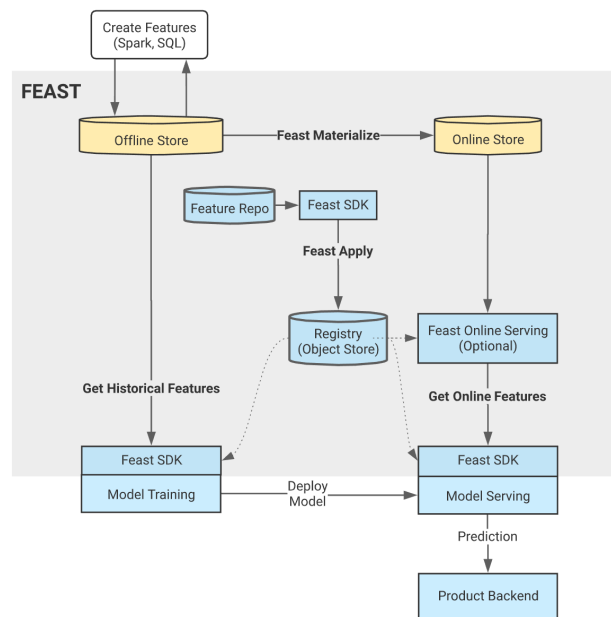 Create Features
(Spark, SQL)
FEAST
Offline Store
Feast Materialize
Online Store
Feature Repo
Feast SDK
Feast Apply
Registry
(Object Store)
Feast Online Serving
(Optional)
Get Historical Features
Get Online Features
Feast SDK
Feast SDK
Model Training
Deploy
Model
Model Serving
Prediction
Product Backend